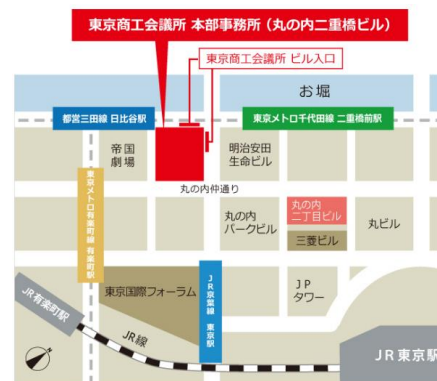 東京商工会議所 本部事務所（丸の内二重橋ビル）
東京商工会議所 ビル入口
お堀
都営三田線 日比谷駅
東京メトロ千代田線 二重橋前駅
帝国
劇場
明治安田
生命ビル
丸の内仲通り
東京メトロ有楽町線 有楽町駅
丸の内
パークビル
丸の内
二丁目ビル
三菱ビル
丸ビル
JR京葉線 東京駅
東京国際フォーラム
JP
タワー
JR有楽町駅
JR線
JR東京駅